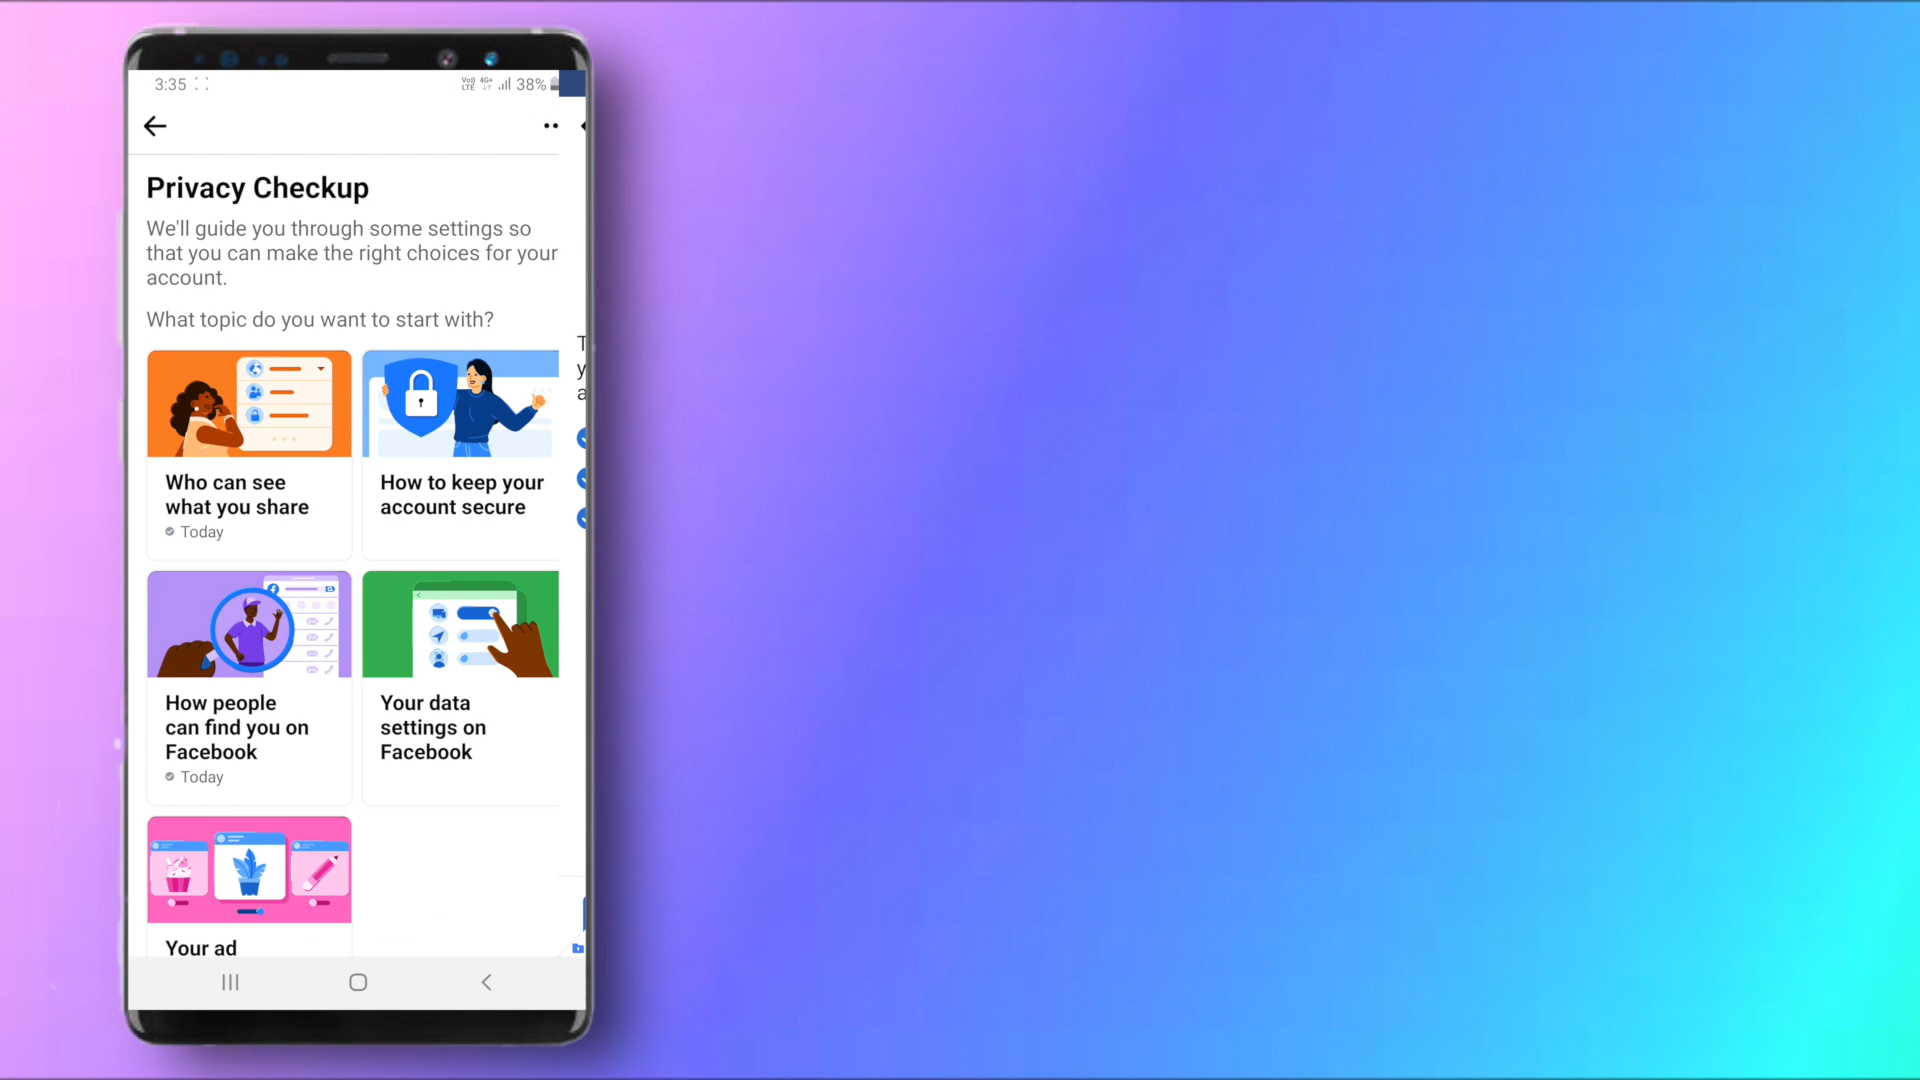 3:35 Vo)) LTE 4G+ 38%
Privacy Checkup
We'll guide you through some settings so
that you can make the right choices for your
account.
What topic do you want to start with?
Who can see
what you share
Today
How to keep your
account secure
How people
can find you on
Facebook
Today
Your data
settings on
Facebook
Your ad
T
y
a